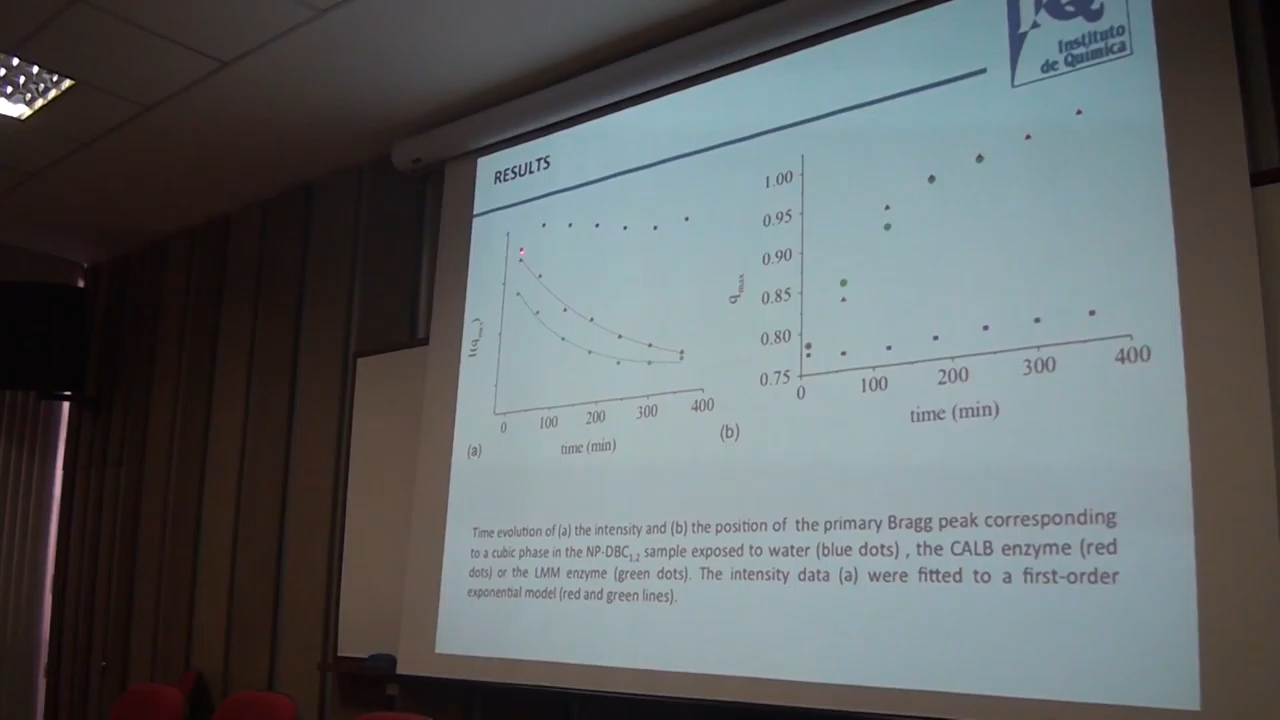 Instituto
de Química
RESULTS
1.00
0.95
0.90
0.85
0.80
0.75
qmax
0
100
200
300
400
time (min)
(a)
0
100
200
300
400
time (min)
(b)
Time evolution of (a) the intensity and (b) the position of the primary Bragg peak corresponding
to a cubic phase in the NP-DBC1.2 sample exposed to water (blue dots) , the CALB enzyme (red
dots) or the LMM enzyme (green dots). The intensity data (a) were fitted to a first-order
exponential model (red and green lines).